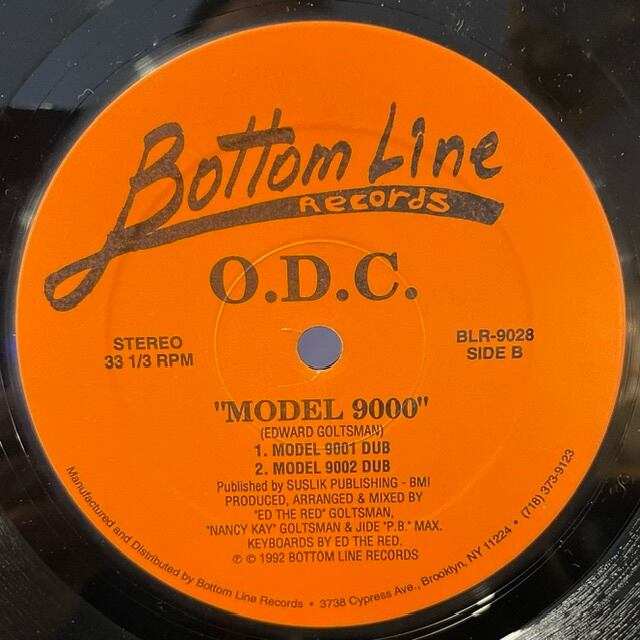 Bottom Line
Records
O.D.C.
STEREO
33 1/3 RPM
BLR-9028
SIDE B
"MODEL 9000"
(EDWARD GOLTSMAN)
1. MODEL 9001 DUB
2. MODEL 9002 DUB
Published by SUSLIK PUBLISHING - BMI
PRODUCED, ARRANGED & MIXED BY
"ED THE RED" GOLTSMAN,
"NANCY KAY" GOLTSMAN & JIDE "P.B." MAX.
KEYBOARDS BY ED THE RED.
℗ © 1992 BOTTOM LINE RECORDS
Manufactured and Distributed by Bottom Line Records • 3738 Cypress Ave., Brooklyn, NY 11224 • (718) 373-9123